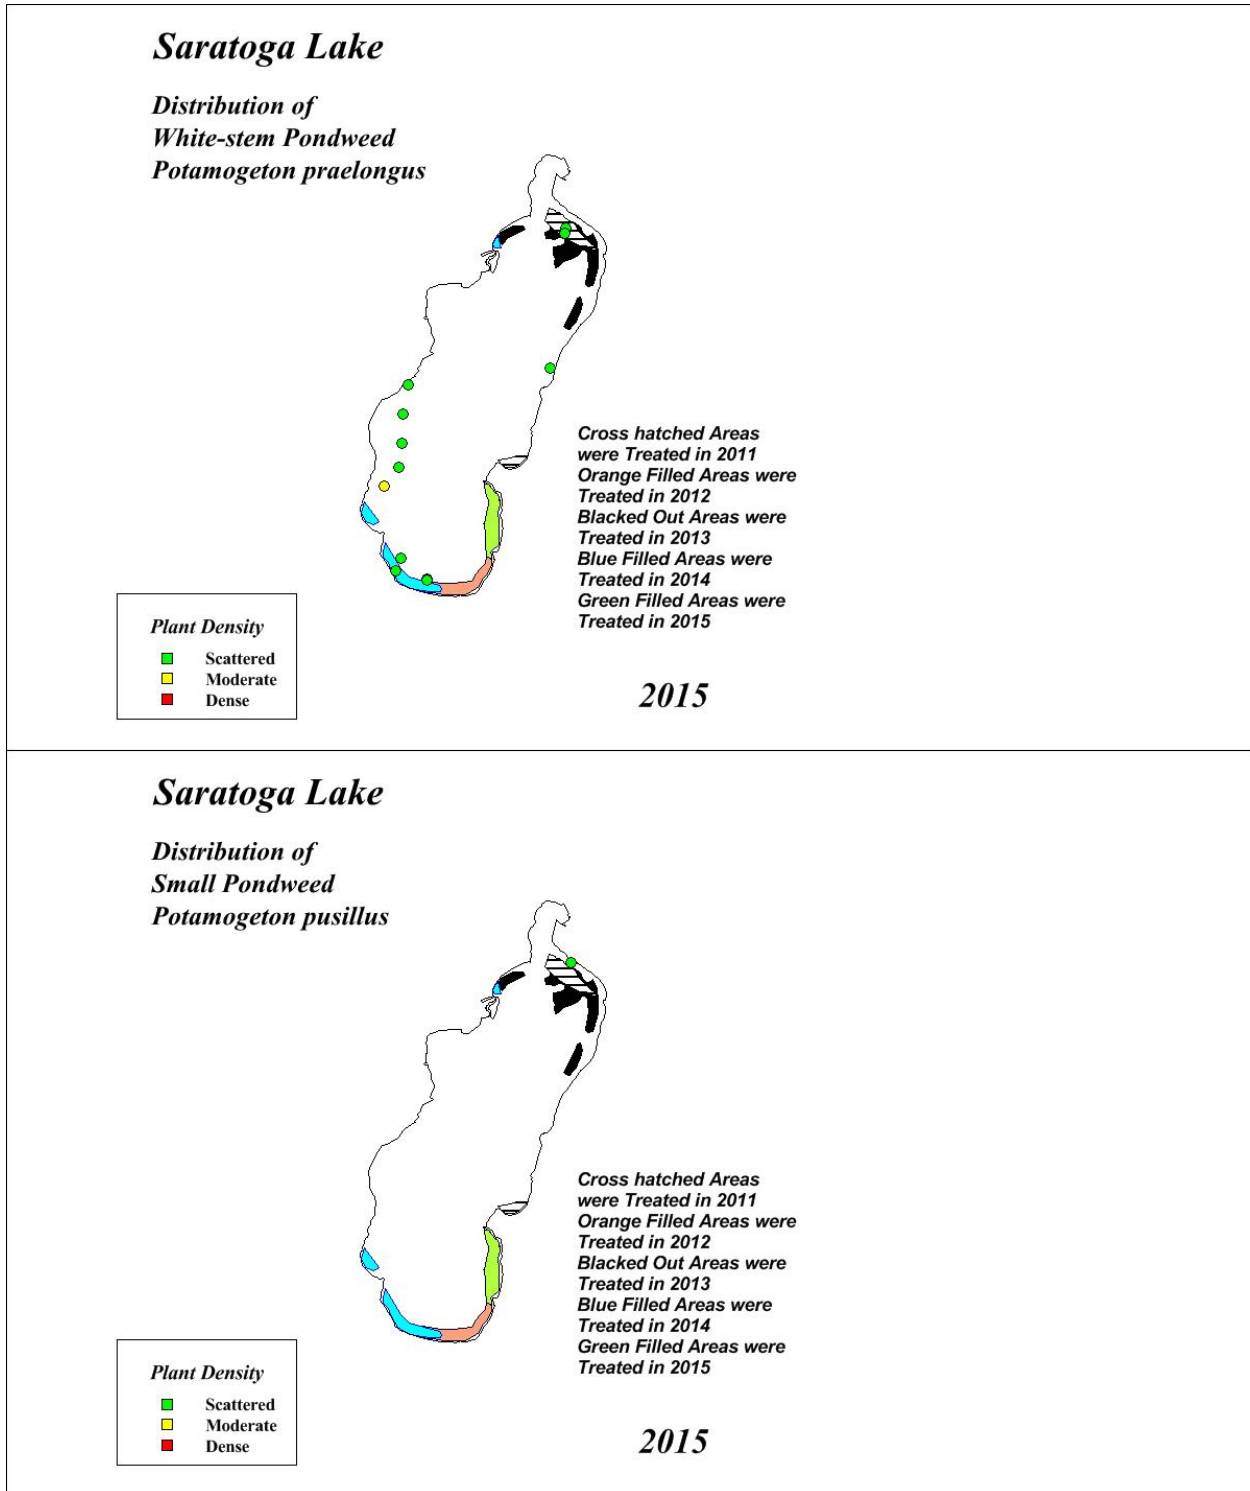 Saratoga Lake
Distribution of
White-stem Pondweed
Potamogeton praelongus
Cross hatched Areas
were Treated in 2011
Orange Filled Areas were
Treated in 2012
Blacked Out Areas were
Treated in 2013
Blue Filled Areas were
Treated in 2014
Green Filled Areas were
Treated in 2015
Plant Density
Scattered
Moderate
Dense
2015
Saratoga Lake
Distribution of
Small Pondweed
Potamogeton pusillus
Cross hatched Areas
were Treated in 2011
Orange Filled Areas were
Treated in 2012
Blacked Out Areas were
Treated in 2013
Blue Filled Areas were
Treated in 2014
Green Filled Areas were
Treated in 2015
Plant Density
Scattered
Moderate
Dense
2015